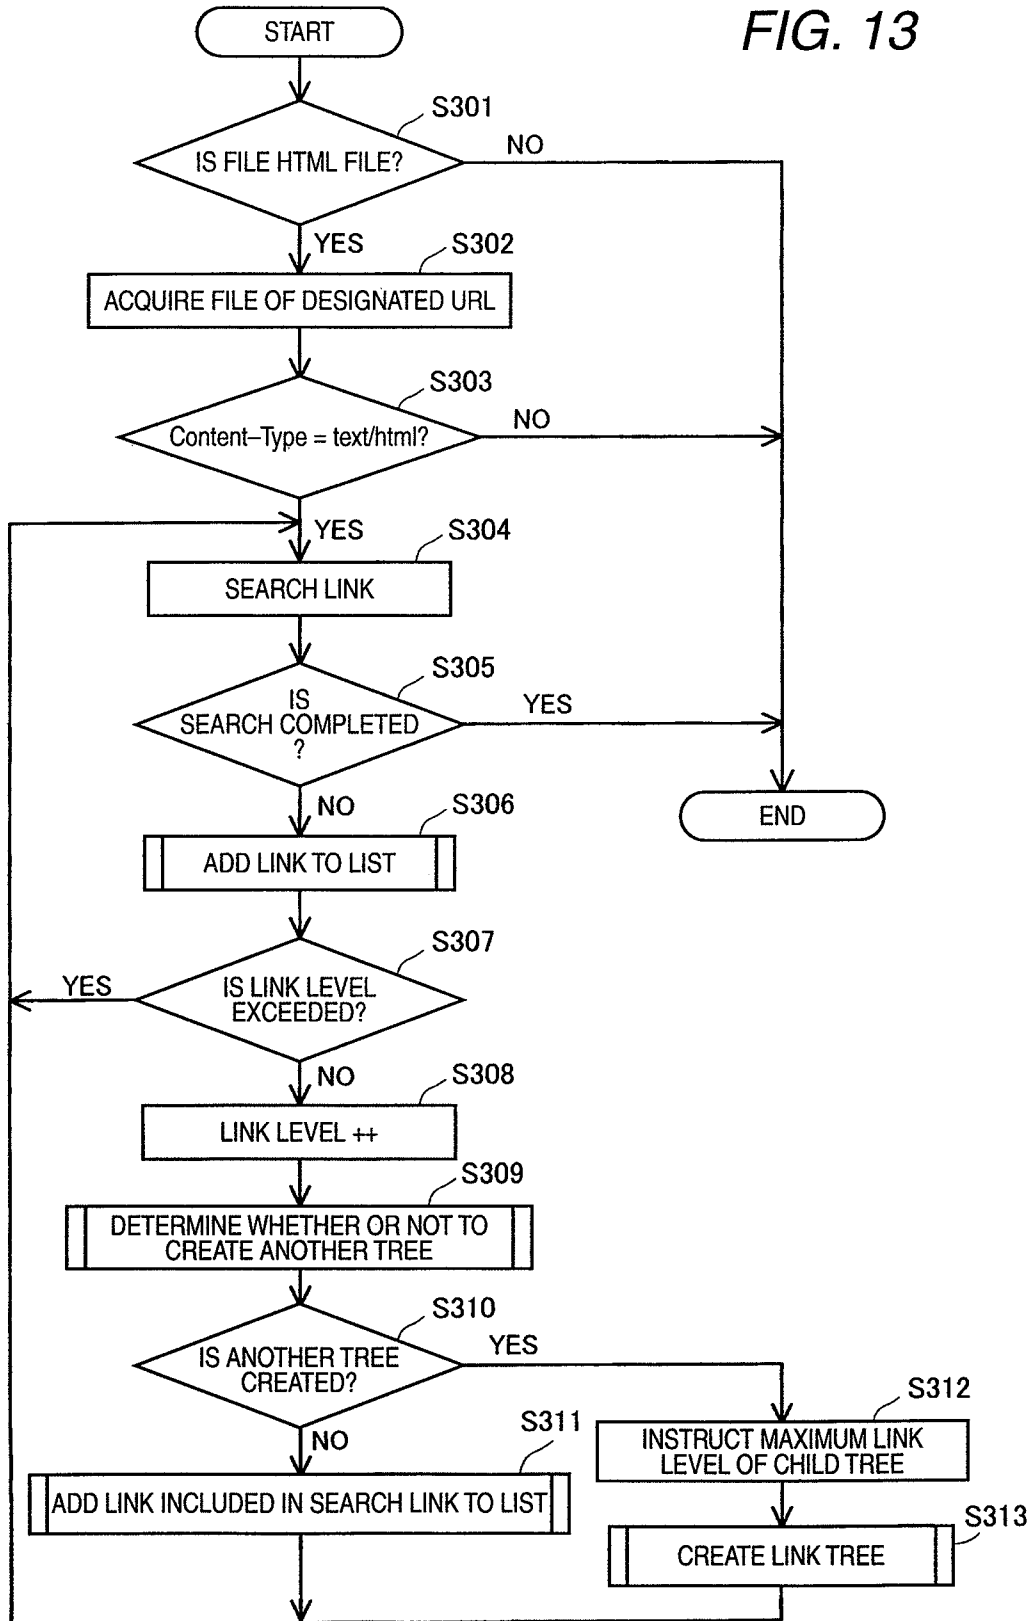 FIG. 13
START
S301
IS FILE HTML FILE?
NO
YES
S302
ACQUIRE FILE OF DESIGNATED URL
S303
Content–Type = text/html?
NO
YES
S304
SEARCH LINK
S305
IS
SEARCH COMPLETED
?
YES
NO
S306
ADD LINK TO LIST
END
S307
IS LINK LEVEL
EXCEEDED?
YES
NO
S308
LINK LEVEL ++
S309
DETERMINE WHETHER OR NOT TO
CREATE ANOTHER TREE
S310
IS ANOTHER TREE
CREATED?
YES
NO
S311
ADD LINK INCLUDED IN SEARCH LINK TO LIST
S312
INSTRUCT MAXIMUM LINK
LEVEL OF CHILD TREE
S313
CREATE LINK TREE